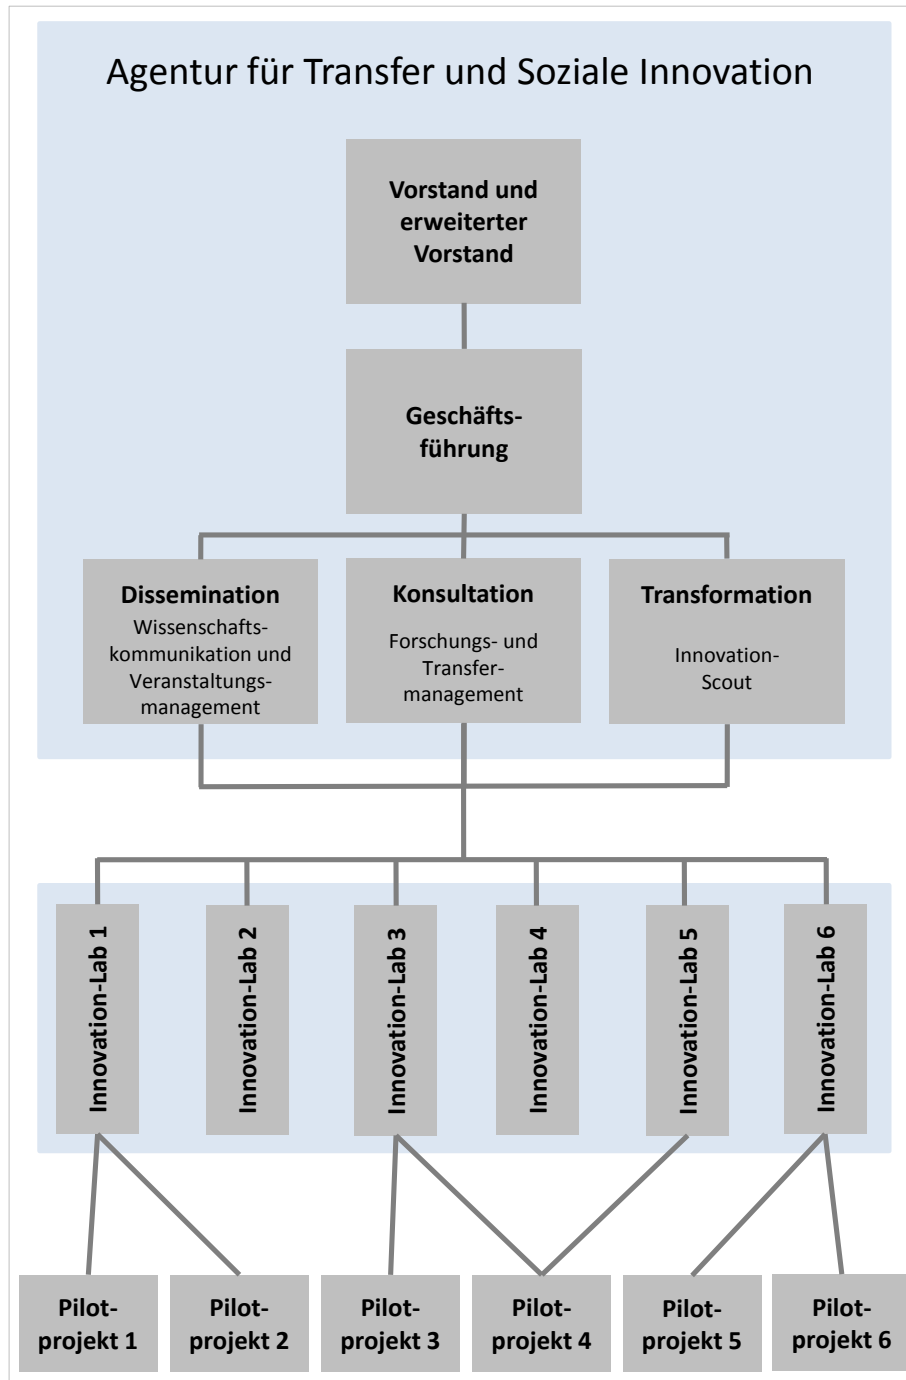 Agentur für Transfer und Soziale Innovation
Vorstand und
erweiterter
Vorstand
Geschäfts-
führung
Dissemination
Wissenschafts-
kommunikation und
Veranstaltungs-
management
Konsultation
Forschungs- und
Transfer-
management
Transformation
Innovation-
Scout
Innovation-Lab 1
Innovation-Lab 2
Innovation-Lab 3
Innovation-Lab 4
Innovation-Lab 5
Innovation-Lab 6
Pilot-
projekt 1
Pilot-
projekt 2
Pilot-
projekt 3
Pilot-
projekt 4
Pilot-
projekt 5
Pilot-
projekt 6